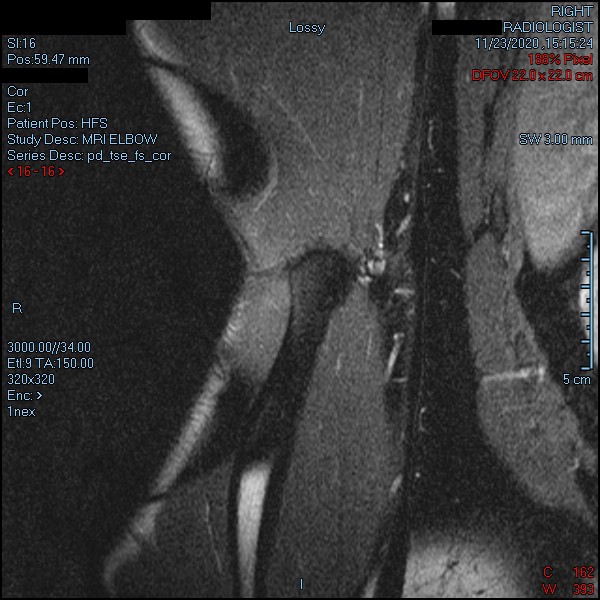 Lossy
RIGHT
RADIOLOGIST
11/23/2020 ,15:15:24
188% Pixel
DFOV 22.0 x 22.0 cm
SI:16
Pos:59.47 mm
Cor
Ec:1
Patient Pos: HFS
Study Desc: MRI ELBOW
Series Desc: pd_tse_fs_cor
< 16 - 16 >
SW 3.00 mm
R
3000.00//34.00
Etl:9 TA:150.00
320x320
Enc: >
1nex
5 cm
I
C 162
W 393